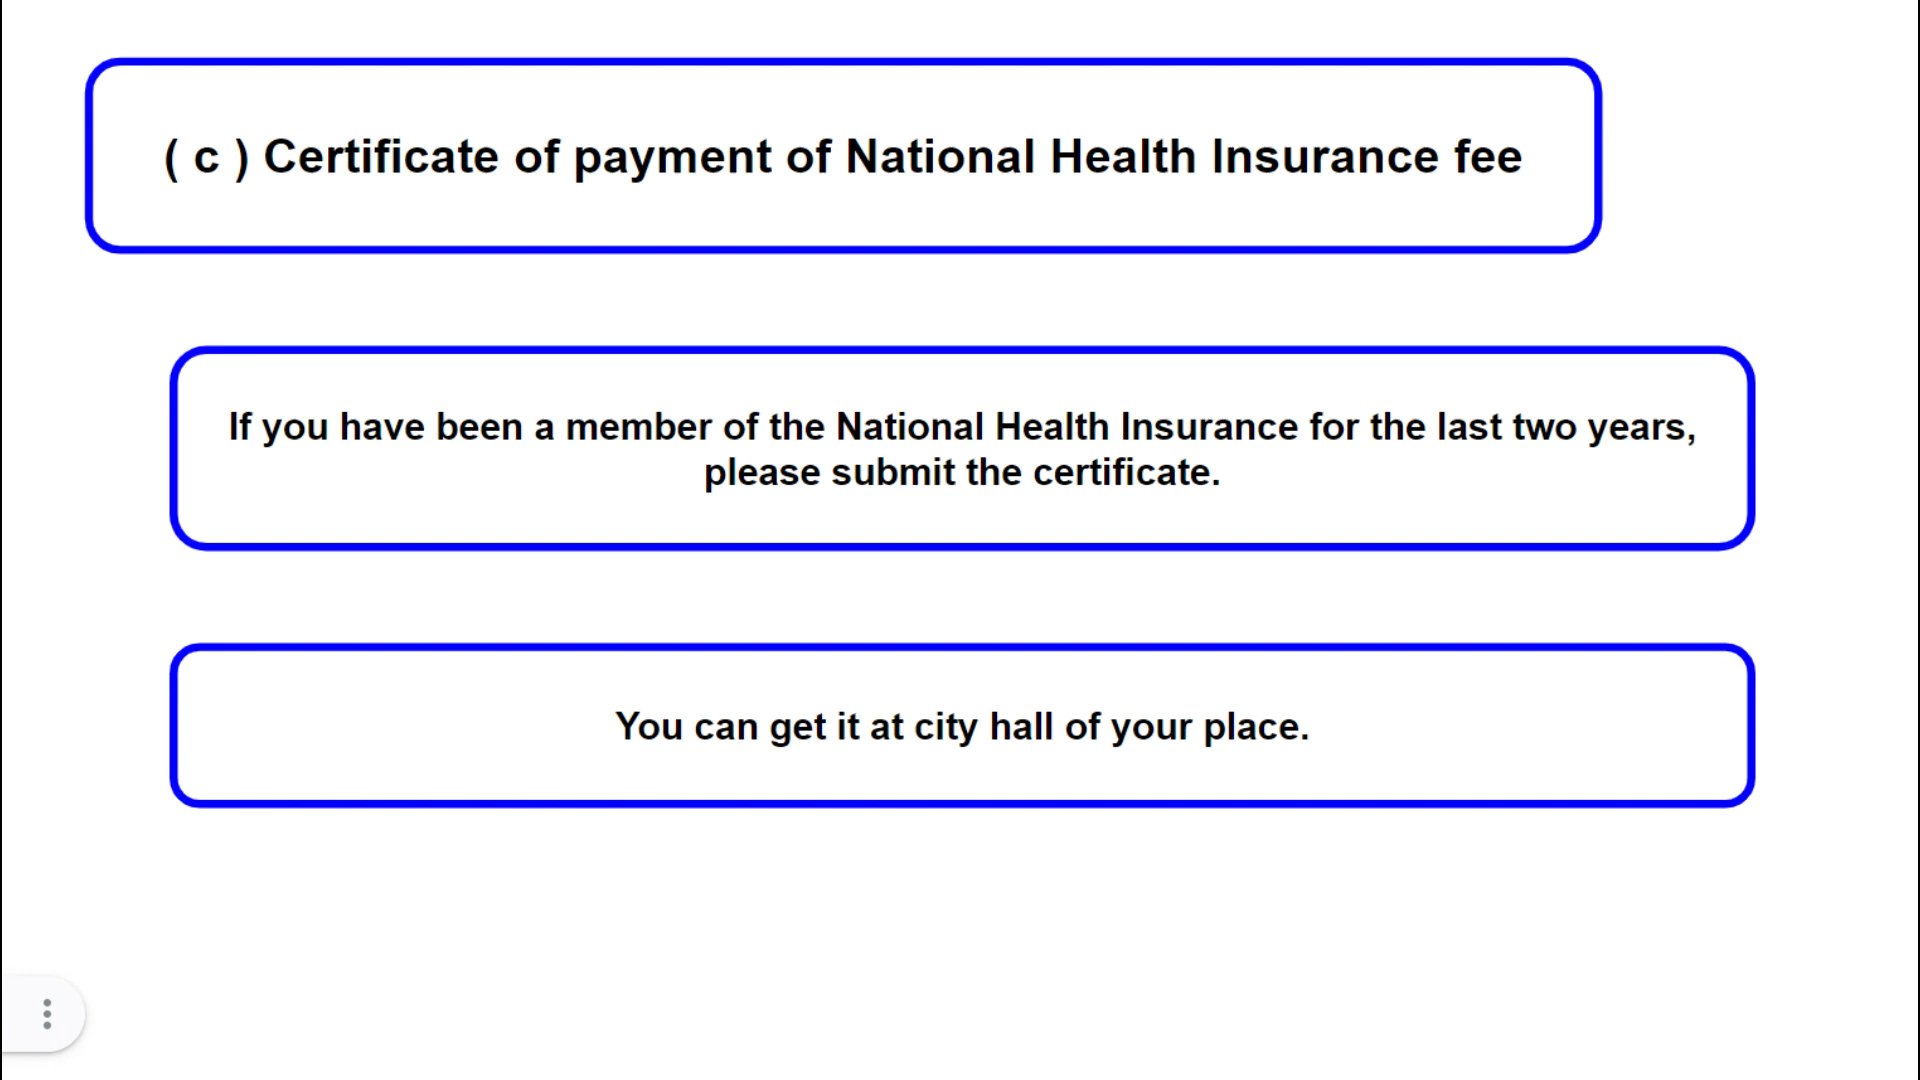 ( c ) Certificate of payment of National Health Insurance fee
If you have been a member of the National Health Insurance for the last two years,
please submit the certificate.
You can get it at city hall of your place.